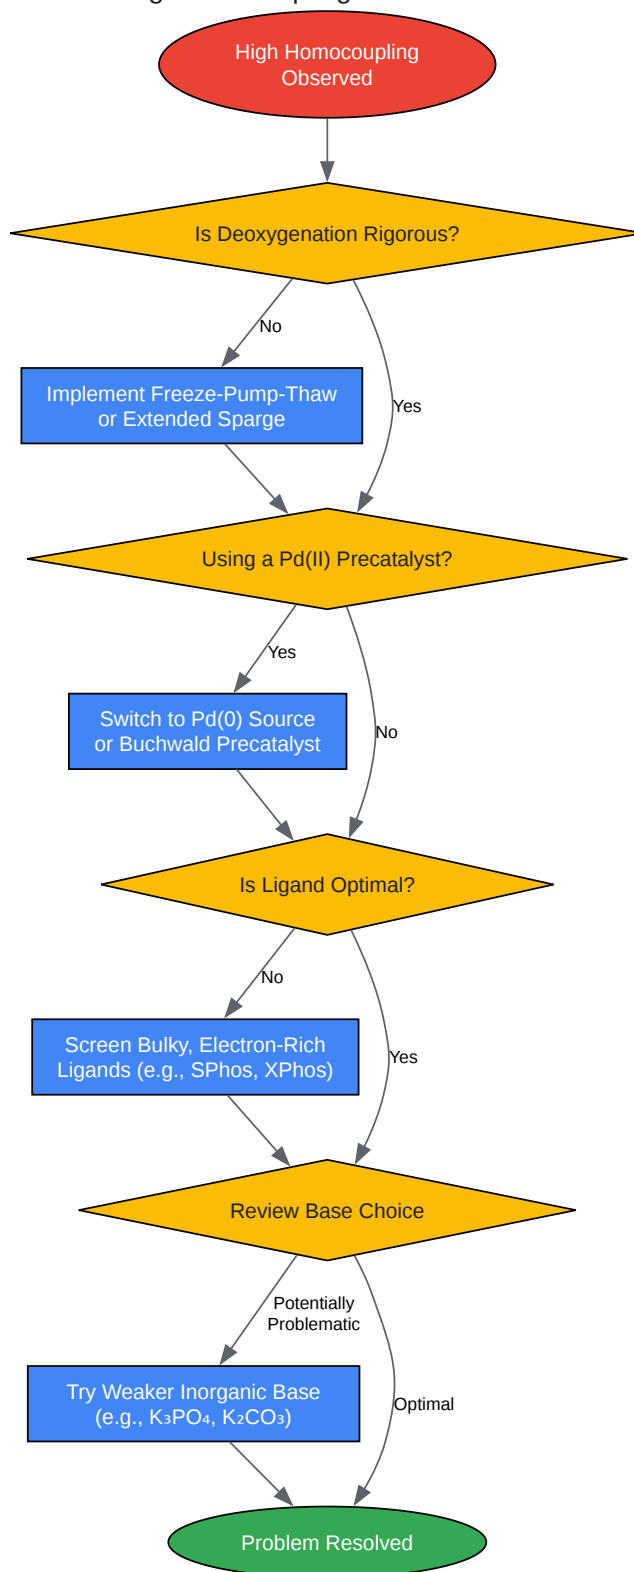 High Homocoupling
Observed
Is Deoxygenation Rigorous?
No
Implement Freeze-Pump-Thaw
or Extended Sparge
Yes
Using a Pd(II) Precatalyst?
Yes
Switch to Pd(0) Source
or Buchwald Precatalyst
No
Is Ligand Optimal?
No
Screen Bulky, Electron-Rich
Ligands (e.g., SPhos, XPhos)
Yes
Review Base Choice
Potentially
Problematic
Try Weaker Inorganic Base
(e.g., K₃PO₄, K₂CO₃)
Optimal
Problem Resolved